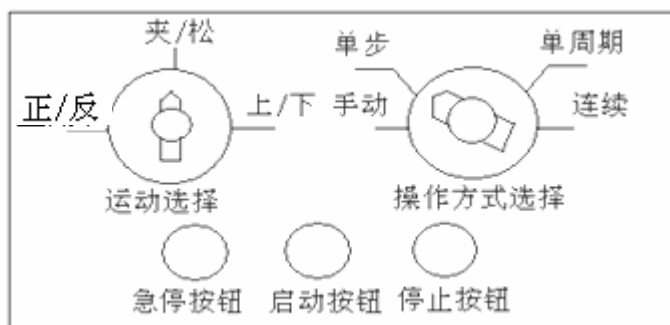 夹/松
单步
单周期
正/反
上/下
手动
连续
运动选择
操作方式选择
急停按钮
启动按钮
停止按钮